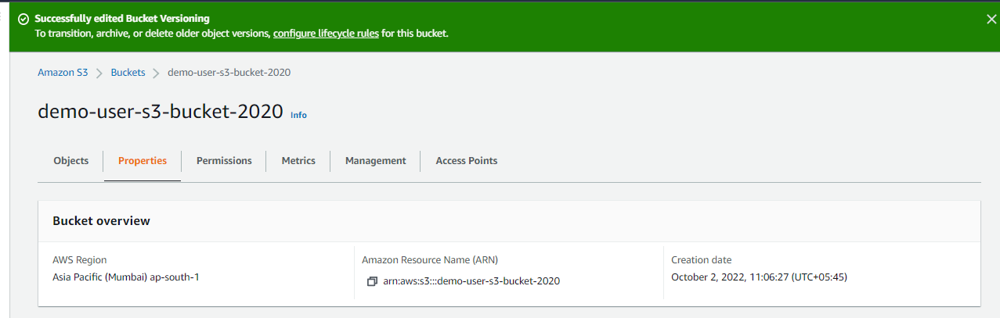 Successfully edited Bucket Versioning
To transition, archive, or delete older object versions, configure lifecycle rules for this bucket.
Amazon S3 > Buckets > demo-user-s3-bucket-2020
demo-user-s3-bucket-2020 Info
Objects Properties Permissions Metrics Management Access Points
Bucket overview
AWS Region Amazon Resource Name (ARN) Creation date
Asia Pacific (Mumbai) ap-south-1 arn:aws:s3:::demo-user-s3-bucket-2020 October 2, 2022, 11:06:27 (UTC+05:45)